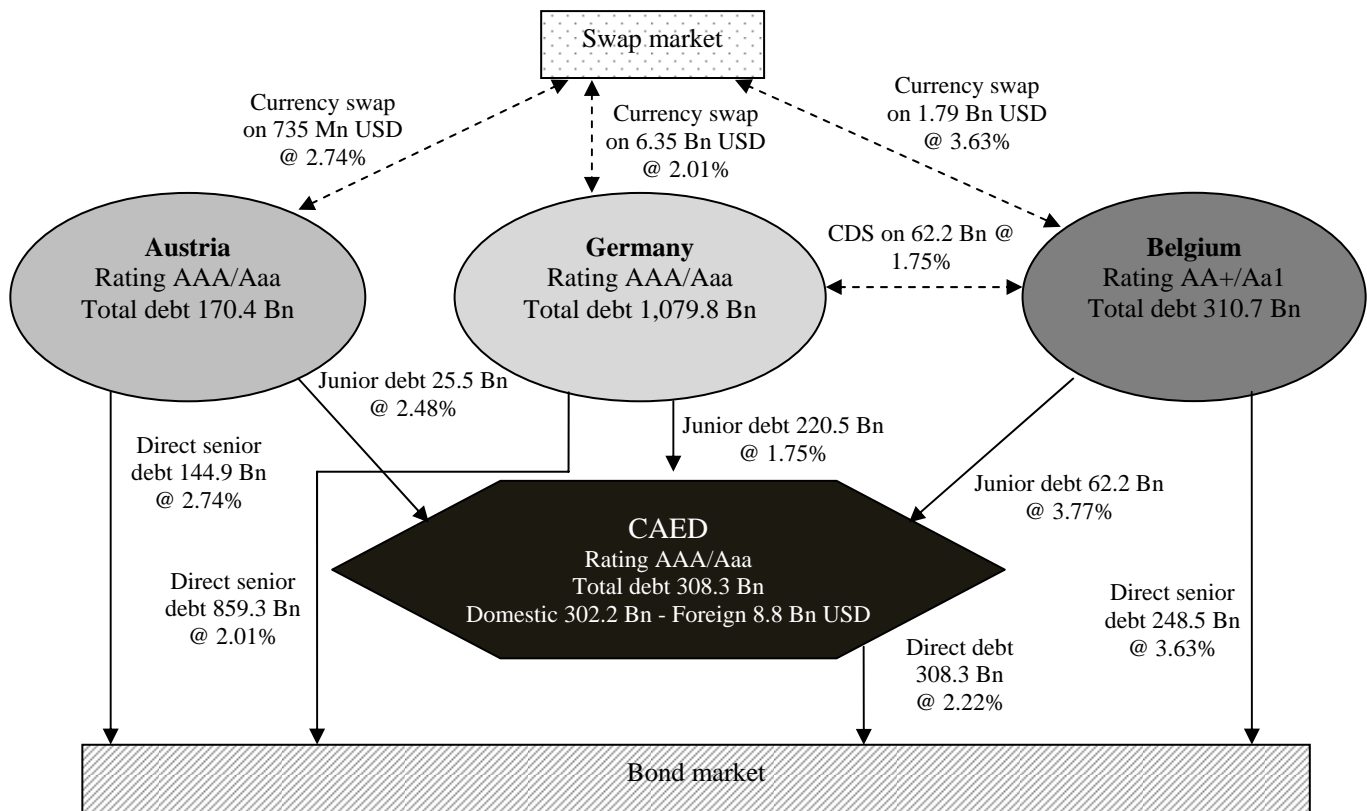 Swap market
Currency swap
on 735 Mn USD
@ 2.74%
Currency swap
on 6.35 Bn USD
@ 2.01%
Currency swap
on 1.79 Bn USD
@ 3.63%
Austria
Rating AAA/Aaa
Total debt 170.4 Bn
Germany
Rating AAA/Aaa
Total debt 1,079.8 Bn
CDS on 62.2 Bn @
1.75%
Belgium
Rating AA+/Aa1
Total debt 310.7 Bn
Junior debt 25.5 Bn
@ 2.48%
Junior debt 220.5 Bn
@ 1.75%
Junior debt 62.2 Bn
@ 3.77%
Direct senior
debt 144.9 Bn
@ 2.74%
Direct senior
debt 859.3 Bn
@ 2.01%
CAED
Rating AAA/Aaa
Total debt 308.3 Bn
Domestic 302.2 Bn - Foreign 8.8 Bn USD
Direct senior
debt 248.5 Bn
@ 3.63%
Direct debt
308.3 Bn
@ 2.22%
Bond market